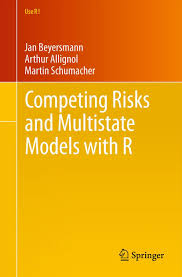 Use R!
Jan Beyersmann
Arthur Allignol
Martin Schumacher
Competing Risks
and Multistate
Models with R
Springer